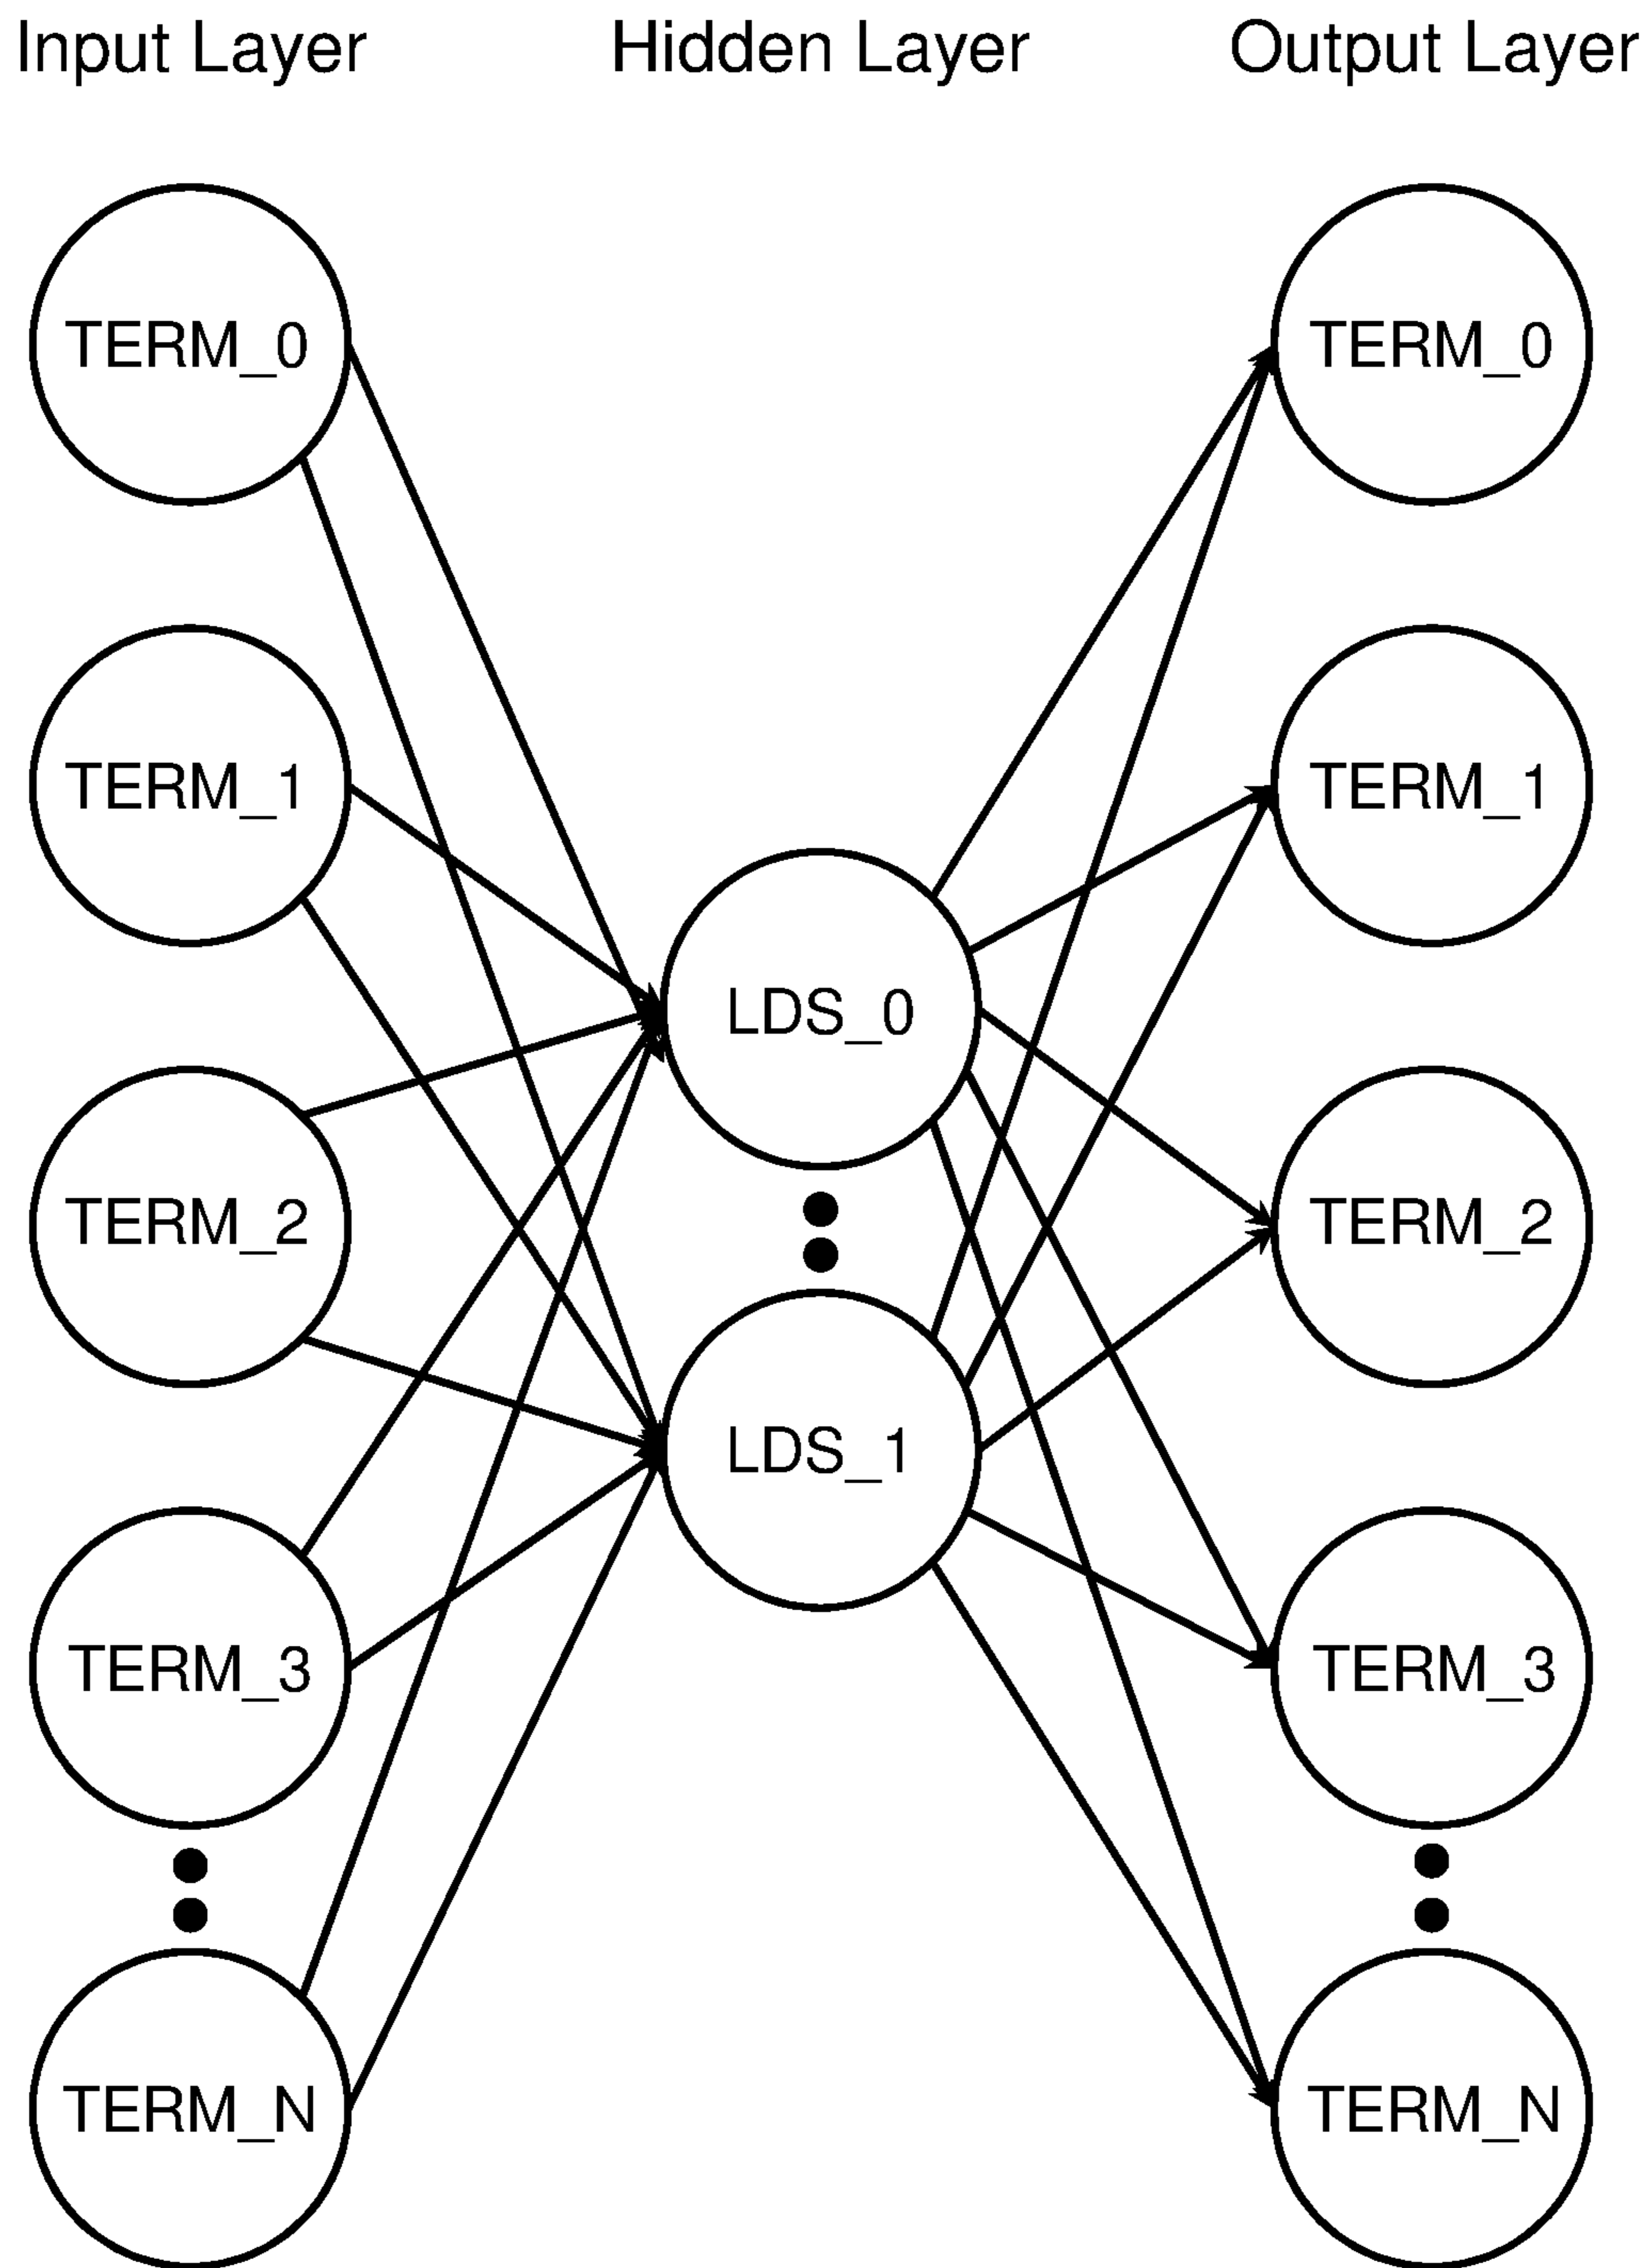 Input Layer Hidden Layer Output Layer
TERM_0 TERM_0
TERM_1 TERM_1
LDS_0
TERM_2 TERM_2
LDS_1
TERM_3 TERM_3
TERM_N TERM_N